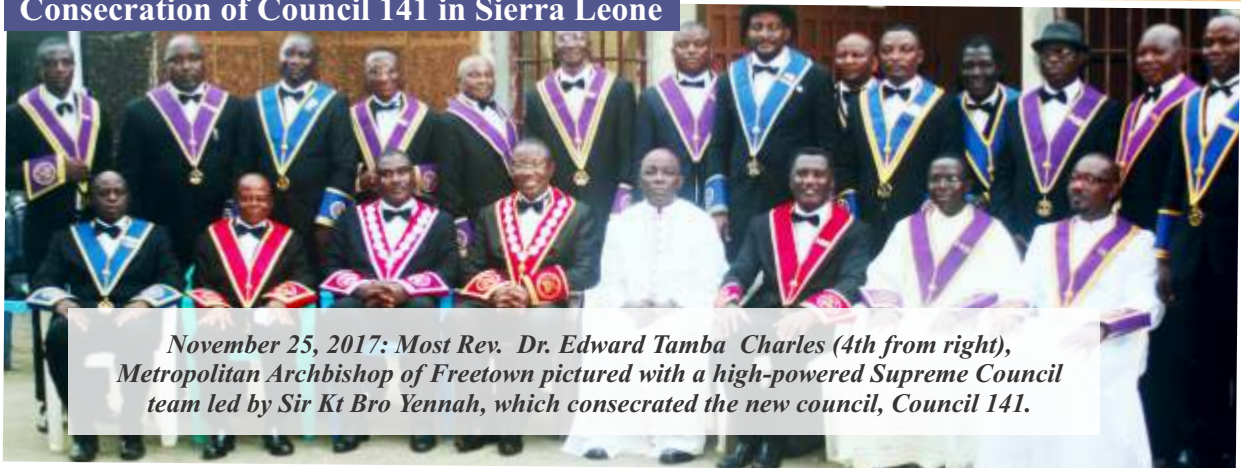 Consecration of Council 141 in Sierra Leone
November 25, 2017: Most Rev. Dr. Edward Tamba Charles (4th from right),
Metropolitan Archbishop of Freetown pictured with a high-powered Supreme Council
team led by Sir Kt Bro Yennah, which consecrated the new council, Council 141.